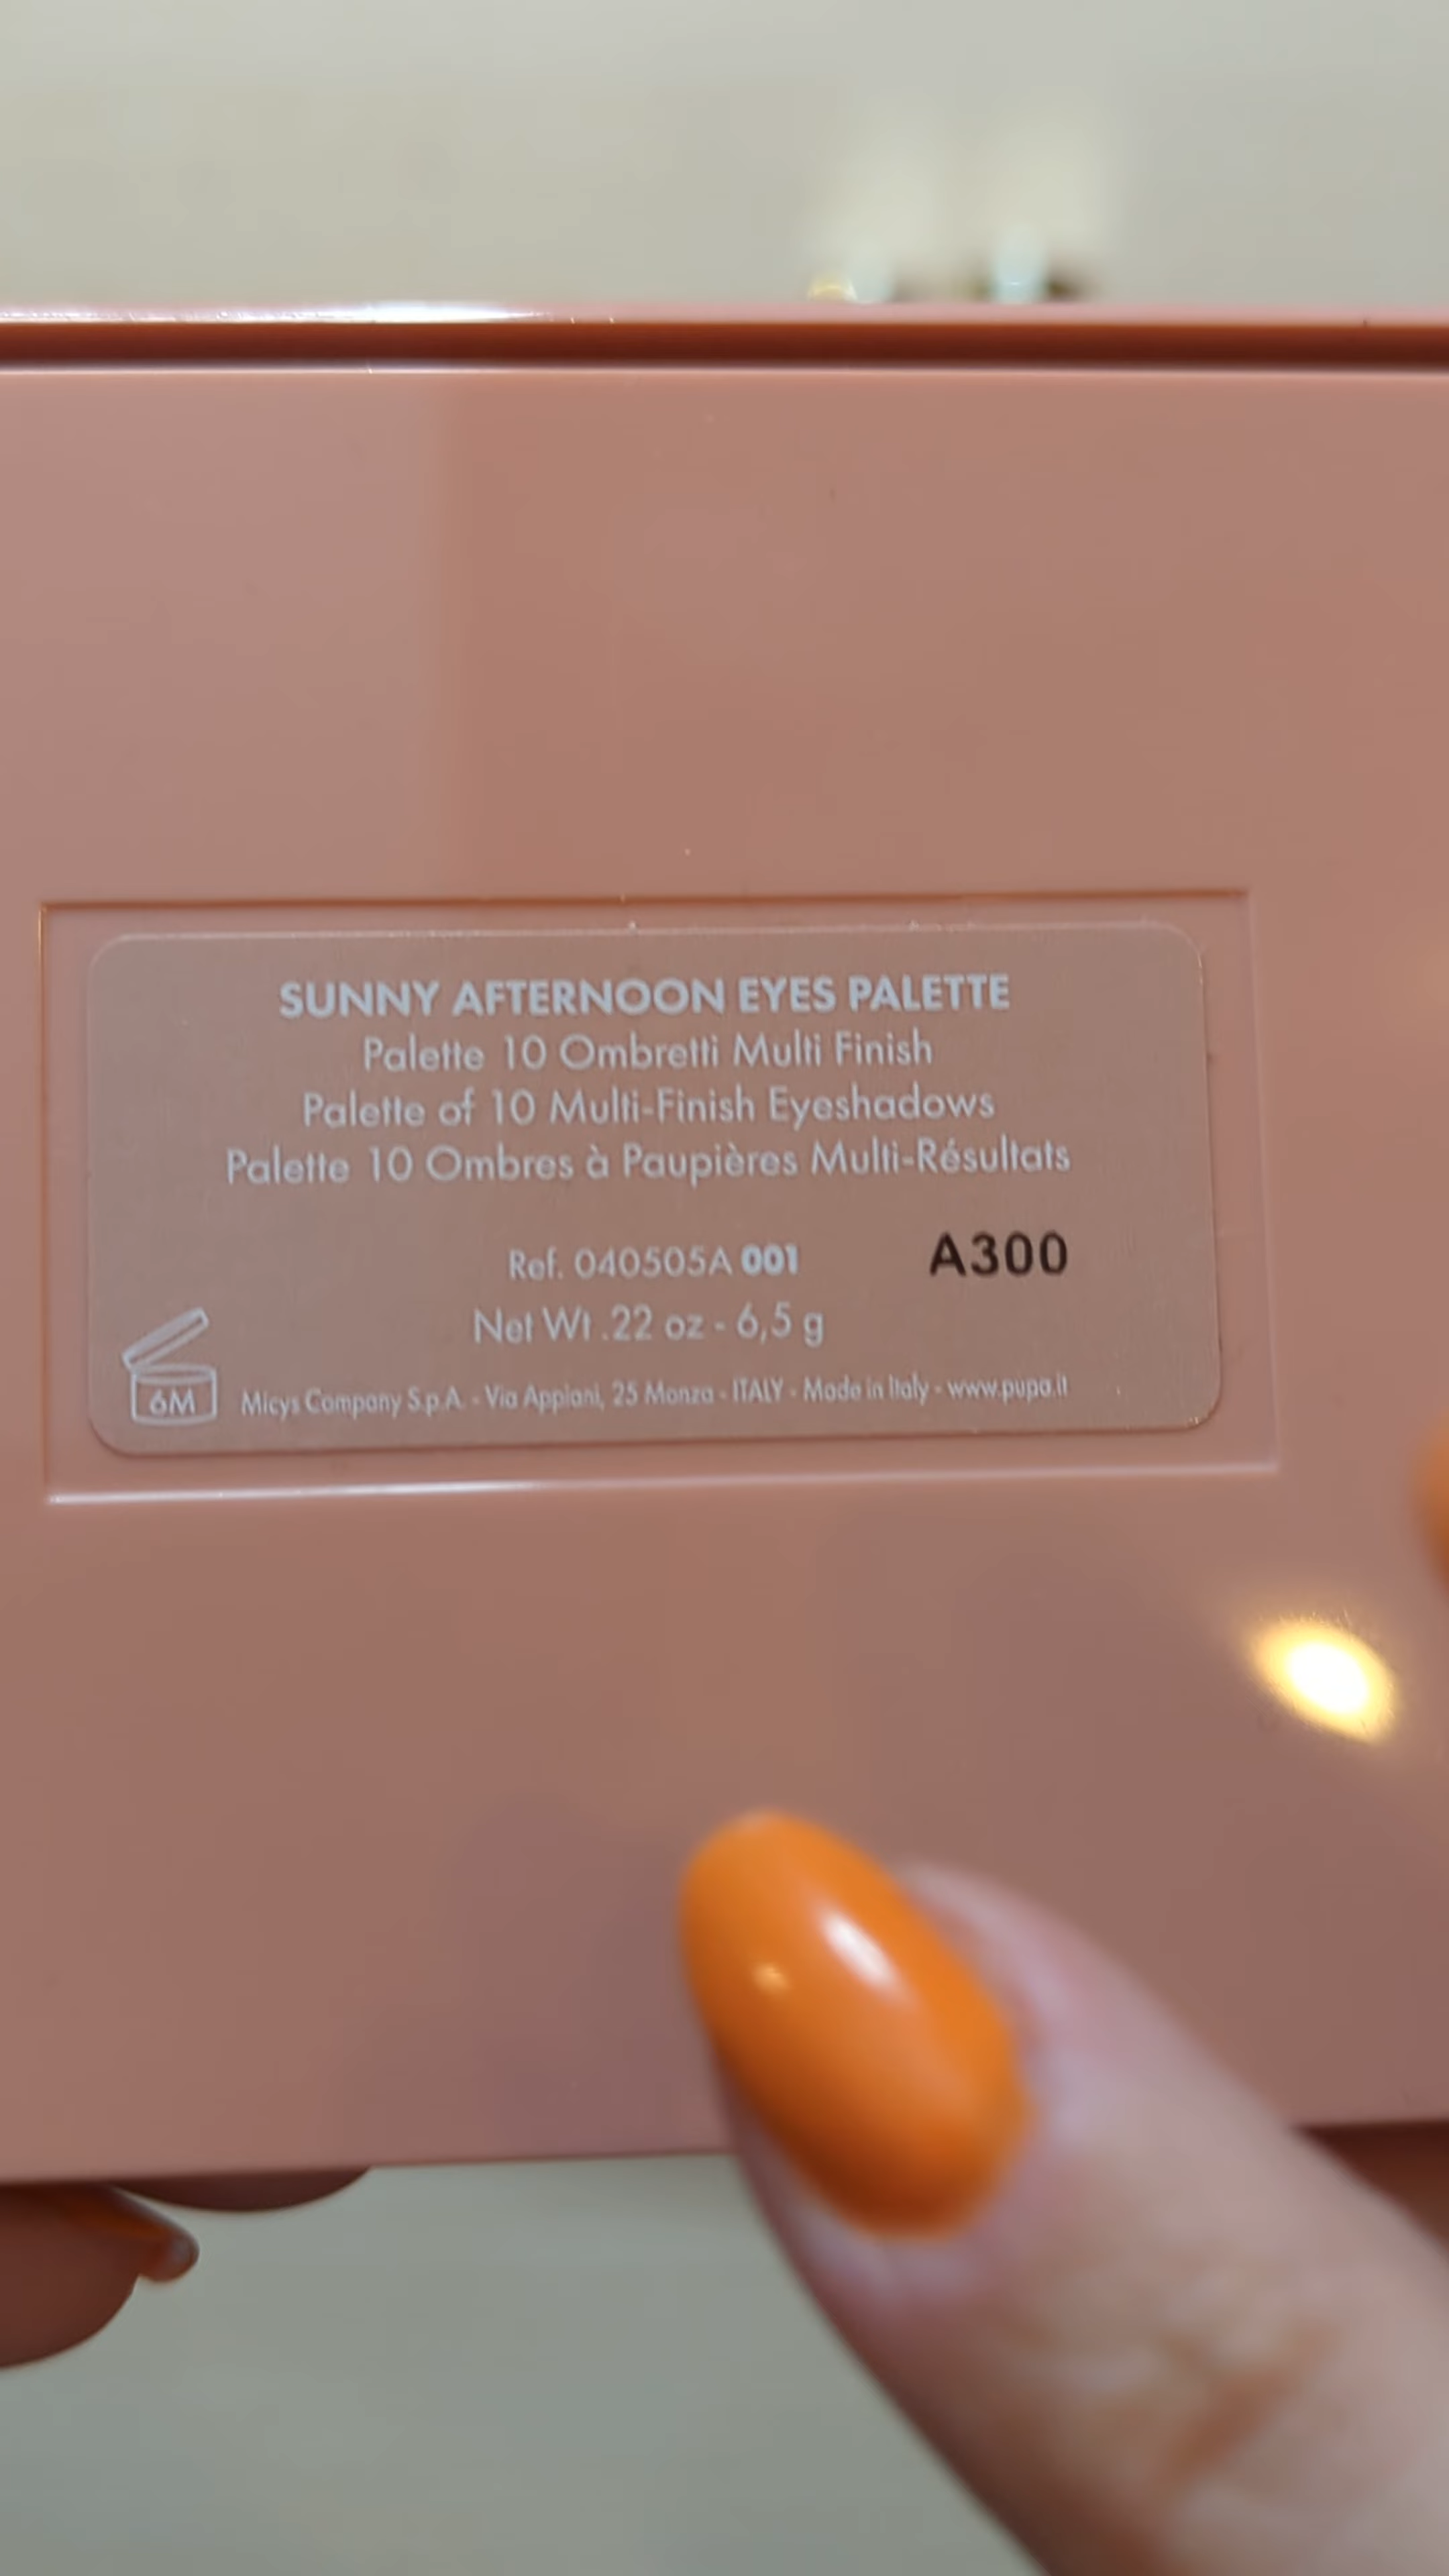 SUNNY AFTERNOON EYES PALETTE
Palette 10 Ombretti Multi Finish
Palette of 10 Multi-Finish Eyeshadows
Palette 10 Ombres à Paupières Multi-Résultats
Ref. 040505A 001 A300
Net Wt .22 oz - 6,5 g
6M Micys Company S.p.A. - Via Appiani, 25 Monza - ITALY - Made in Italy - www.pupa.it